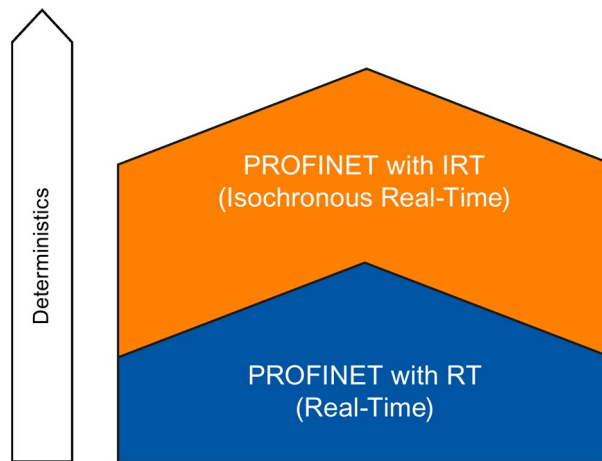 Deterministics
PROFINET with IRT
(Isochronous Real-Time)
PROFINET with RT
(Real-Time)